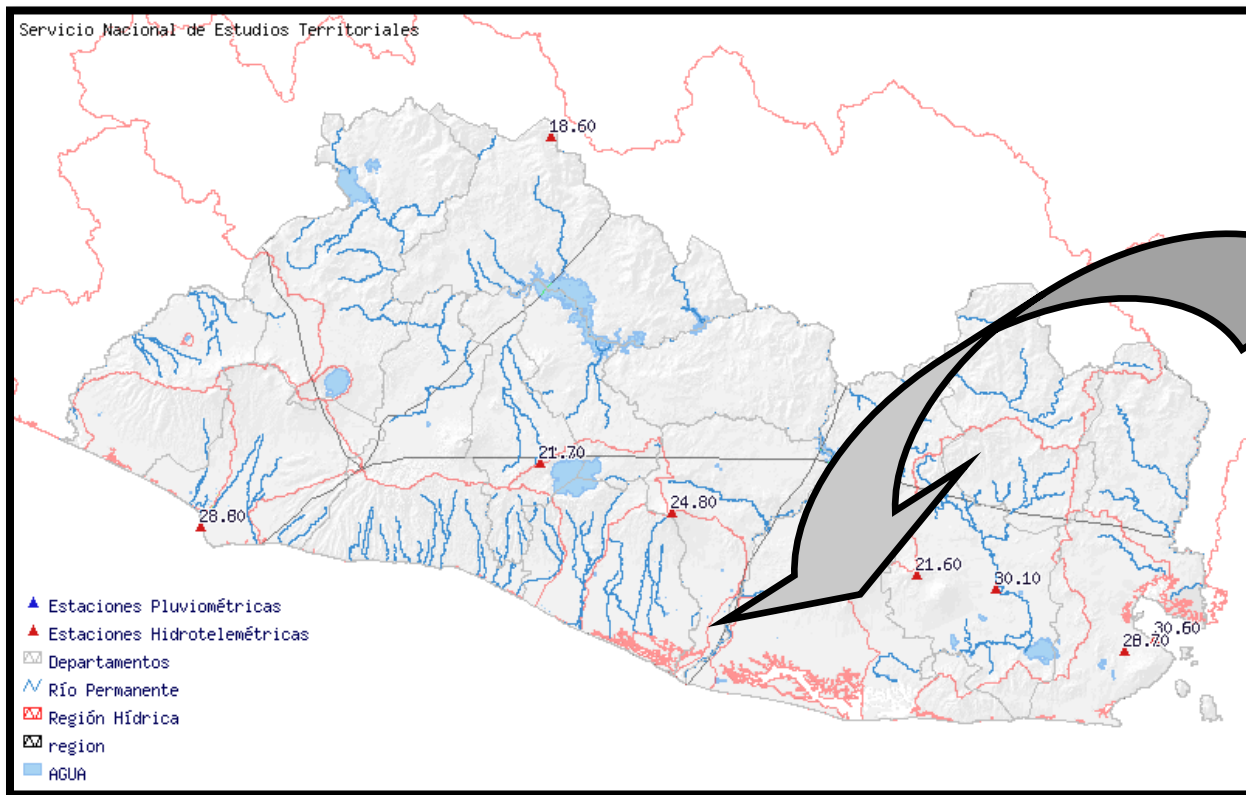 Servicio Nacional de Estudios Territoriales
18.60
21.70
24.80
28.80
21.60
30.10
30.60
28.70
Estaciones Pluviométricas
Estaciones Hidrotelemétricas
Departamentos
Río Permanente
Región Hídrica
region
AGUA